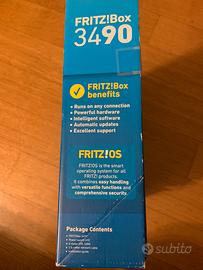 FRITZ!Box
3490
FRITZ!Box
benefits
• Runs on any connection
• Powerful hardware
• Intelligent software
• Automatic updates
• Excellent support
FRITZ!OS
FRITZ!OS is the smart
operating system for all
FRITZ! products.
It combines easy handling
with versatile functions and
comprehensive security.
Package Contents
subito